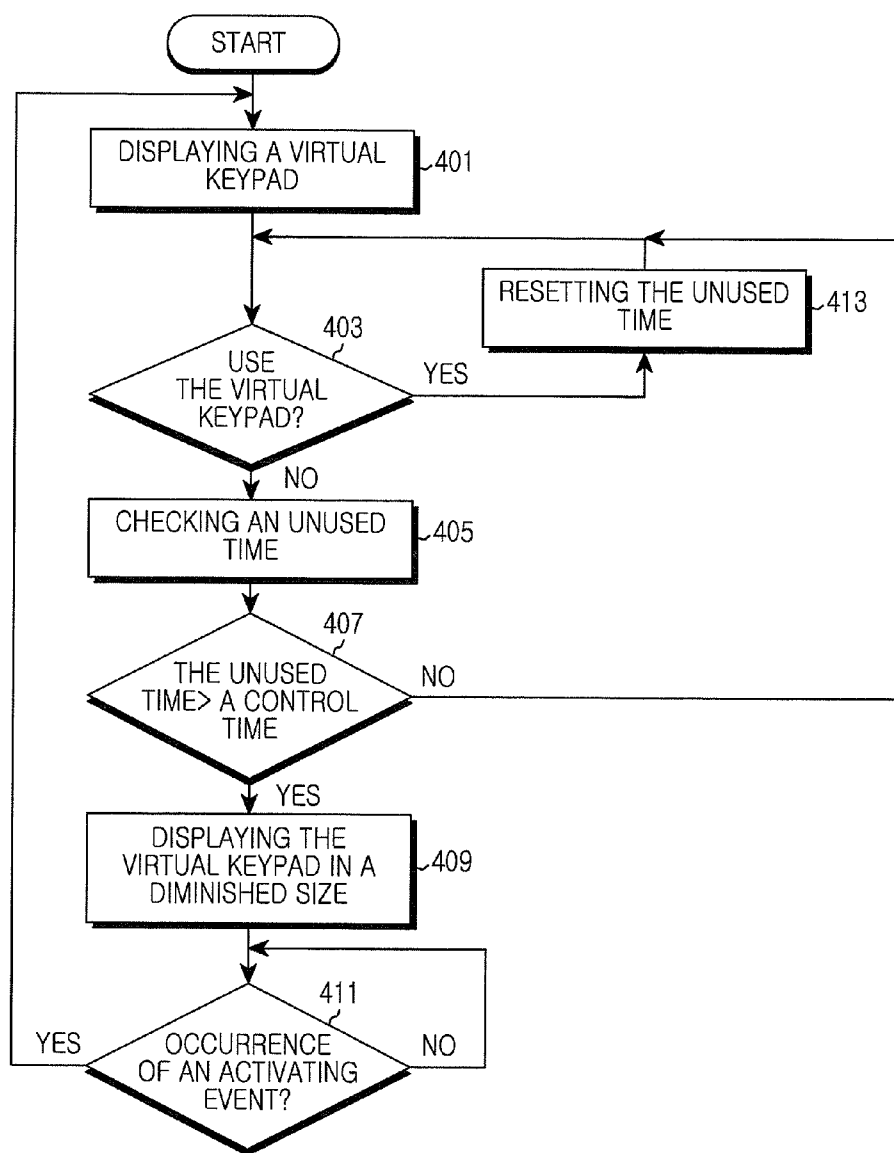 START
DISPLAYING A VIRTUAL
KEYPAD
401
RESETTING THE UNUSED
TIME
413
403
USE
THE VIRTUAL
KEYPAD?
YES
NO
CHECKING AN UNUSED
TIME
405
407
THE UNUSED
TIME> A CONTROL
TIME
NO
YES
DISPLAYING THE
VIRTUAL KEYPAD IN A
DIMINISHED SIZE
409
411
YES
OCCURRENCE
OF AN ACTIVATING
EVENT?
NO